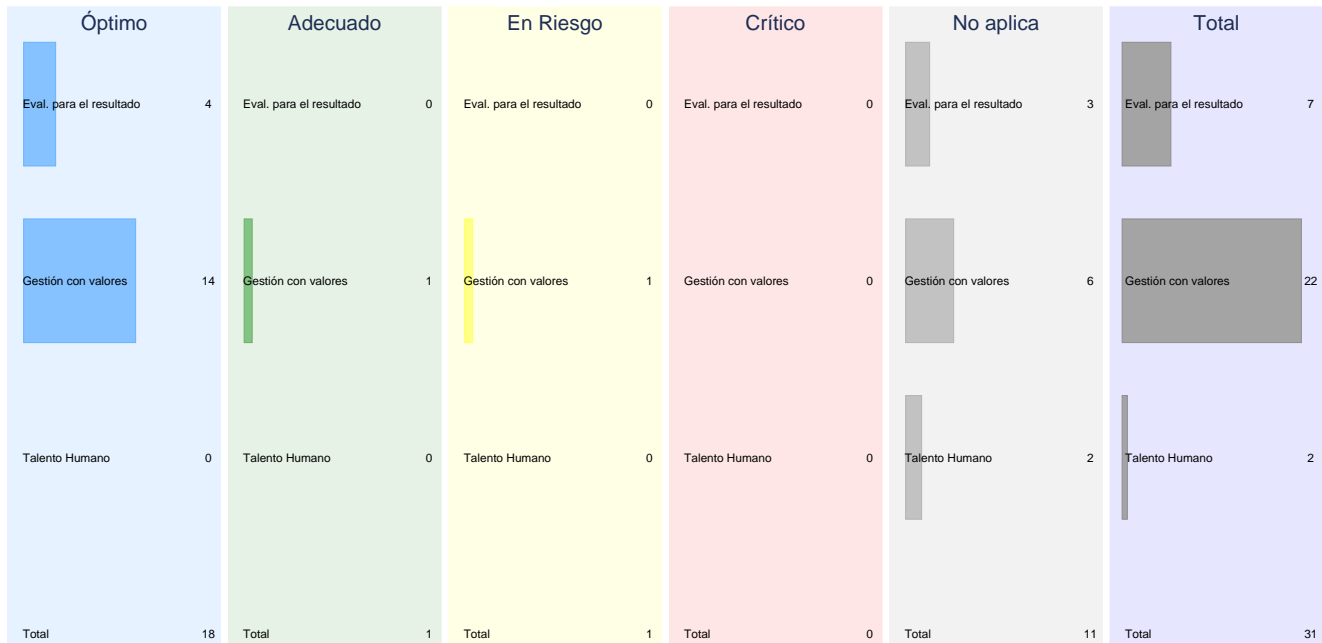 Óptimo Adecuado En Riesgo Crítico No aplica Total
Eval. para el resultado 4 Eval. para el resultado 0 Eval. para el resultado 0 Eval. para el resultado 0 Eval. para el resultado 3 Eval. para el resultado 7
Gestión con valores 14 Gestión con valores 1 Gestión con valores 1 Gestión con valores 0 Gestión con valores 6 Gestión con valores 22
Talento Humano 0 Talento Humano 0 Talento Humano 0 Talento Humano 0 Talento Humano 2 Talento Humano 2
Total 18 Total 1 Total 1 Total 0 Total 11 Total 31